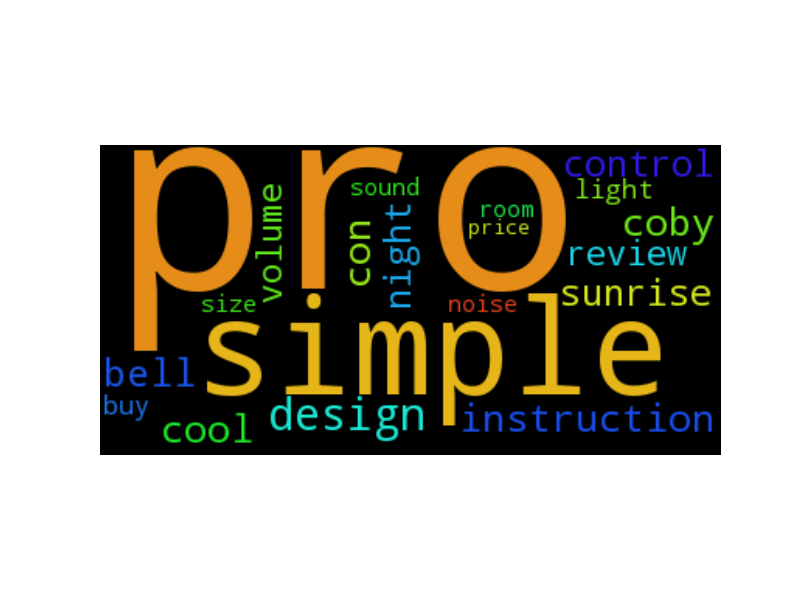 pro
control
sound
light
volume
room
night
con
coby
price
review
sunrise
size
noise
simple
bell
buy
design
instruction
cool